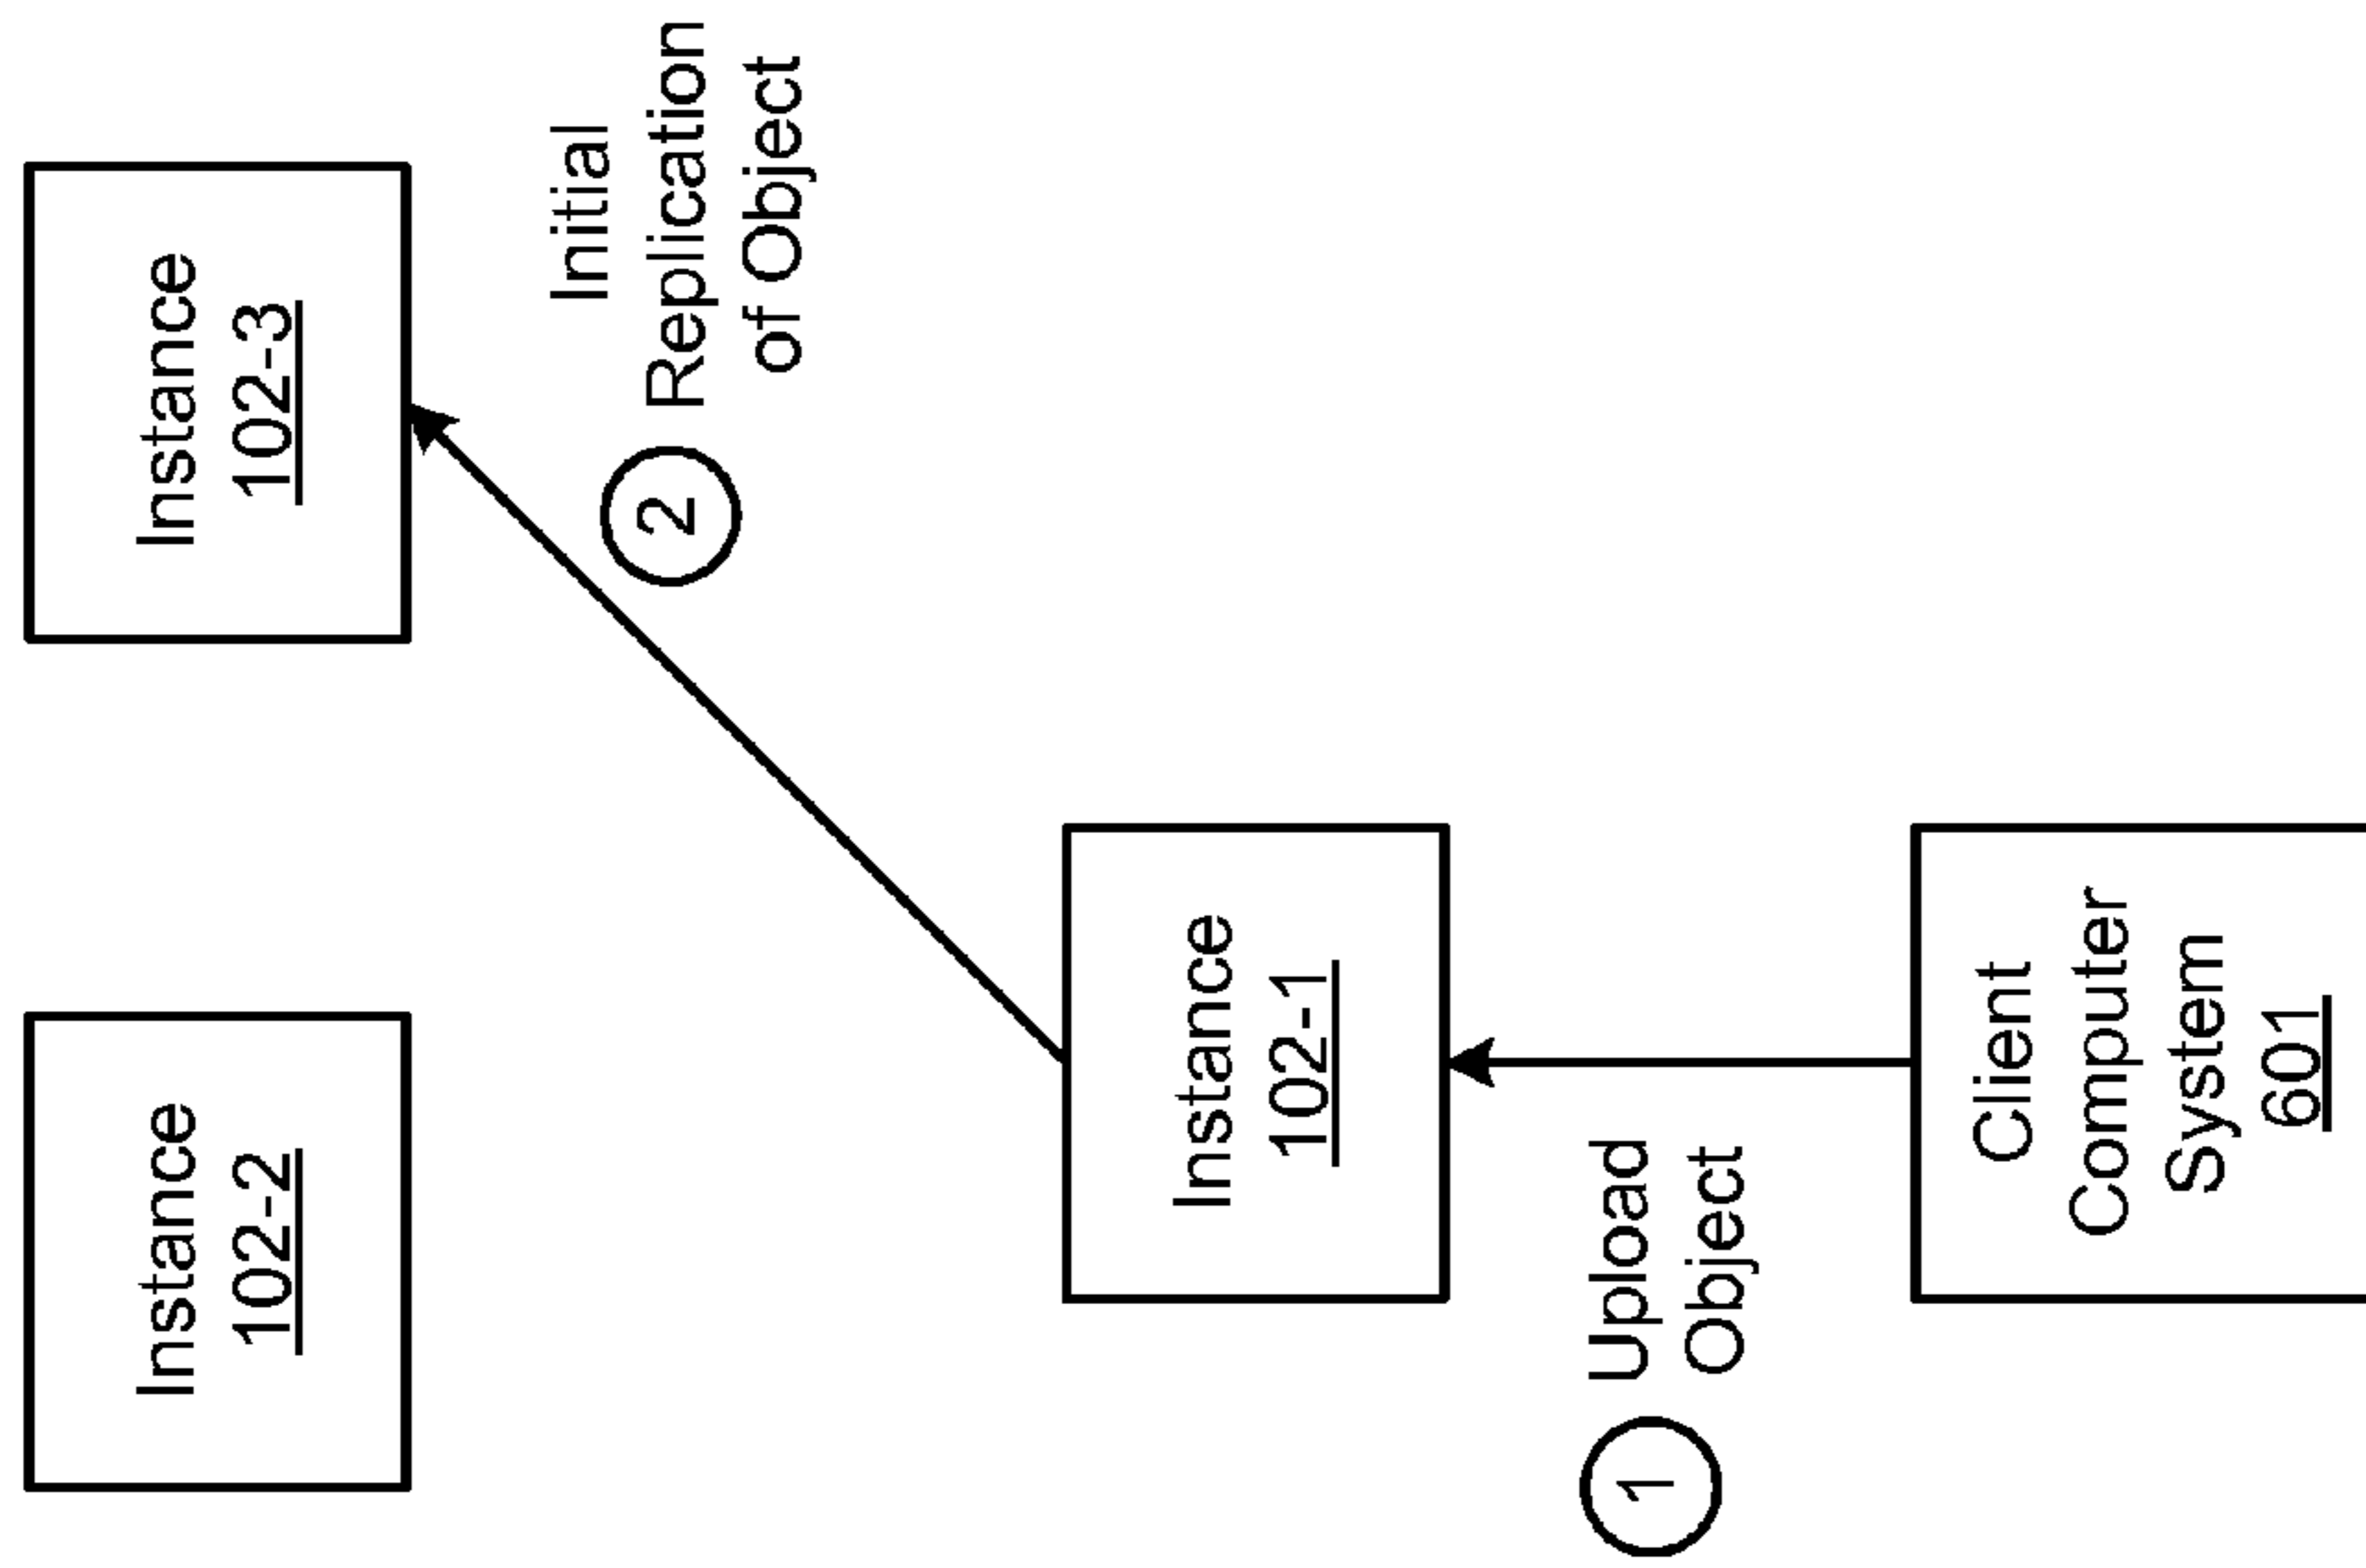 Instance
102-2
Instance
102-3
2
Initial
Replication
of Object
Instance
102-1
1
Upload
Object
Client
Computer
System
601